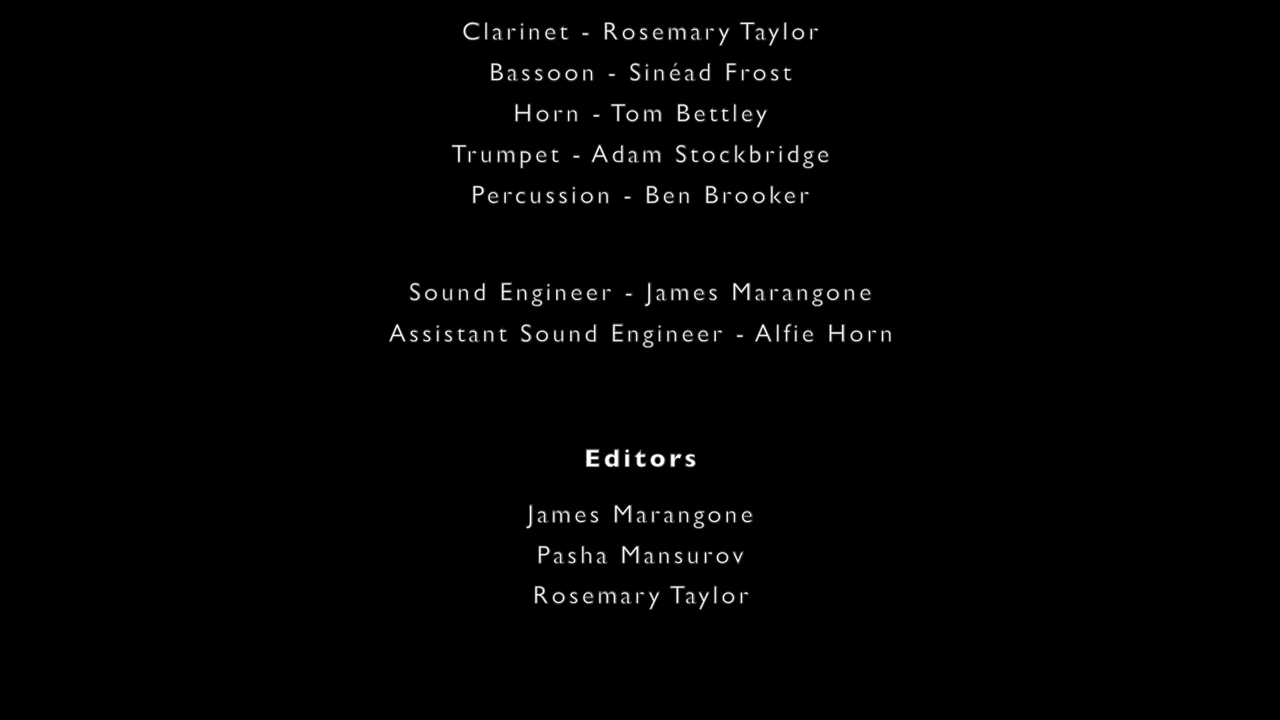 Clarinet - Rosemary Taylor
Bassoon - Sinéad Frost
Horn - Tom Bettley
Trumpet - Adam Stockbridge
Percussion - Ben Brooker
Sound Engineer - James Marangone
Assistant Sound Engineer - Alfie Horn
Editors
James Marangone
Pasha Mansurov
Rosemary Taylor